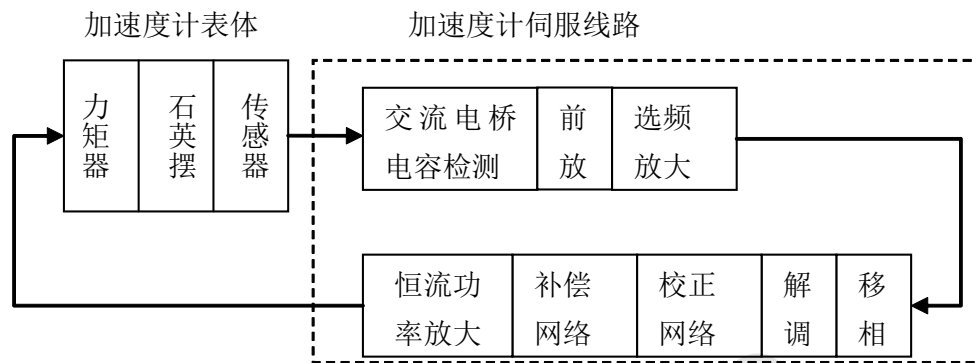 加速度计表体
加速度计伺服线路
力矩器
石英摆
传感器
交流电桥
电容检测
前放
选频
放大
恒流功
率放大
补偿
网络
校正
网络
解调
移相